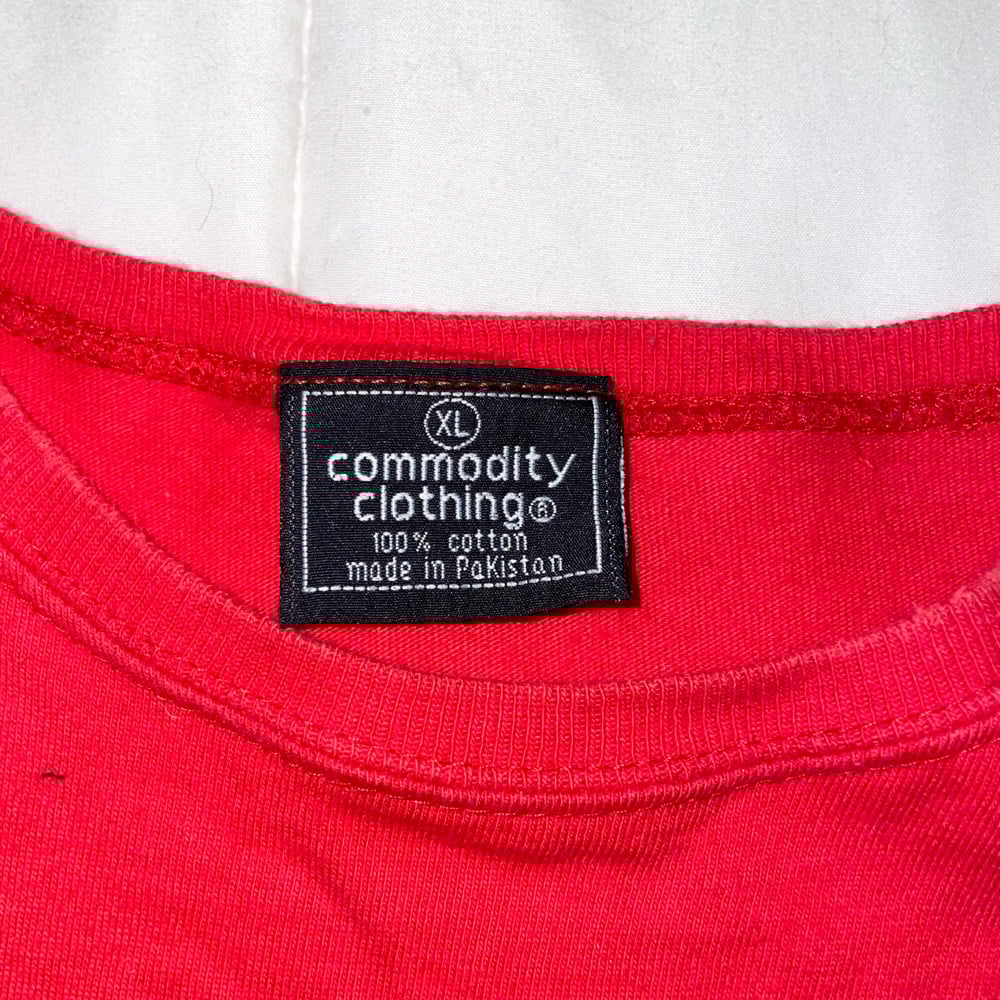 XL
commodity
clothing®
100% cotton
made in Pakistan